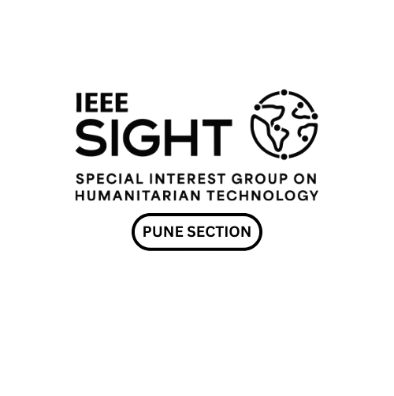 IEEE
SIGHT
SPECIAL INTEREST GROUP ON
HUMANITARIAN TECHNOLOGY
PUNE SECTION